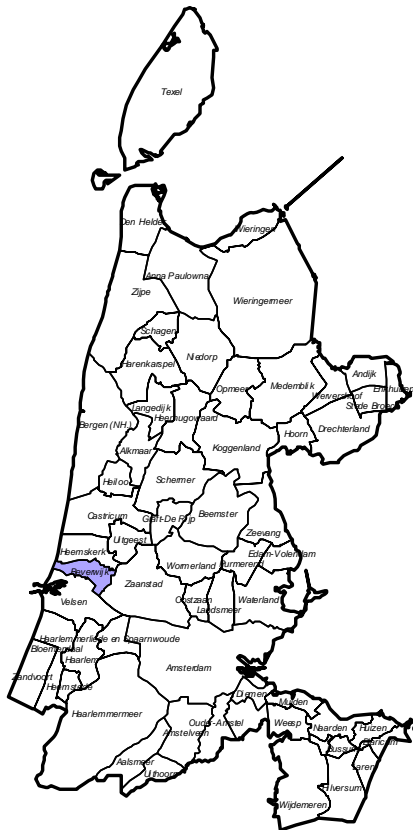 Texel
Den Helder
Wieringen
Anna Paulowna
Zijpe
Wieringermeer
Schagen
Niedorp
Harenkarspel
Andijk
Opmeer
Medemblik
Enkhuizen
Wervershoof
Stede Broec
Langedijk
Heerhugowaard
Bergen (NH.)
Drechterland
Hoorn
Alkmaar
Koggenland
Heiloo
Schermer
Castricum
Graft-De Rijp
Beemster
Uitgeest
Zeevang
Heemskerk
Edam-Volendam
Wormerland
Purmerend
Beverwijk
Zaanstad
Velsen
Oostzaan
Waterland
Landsmeer
Haarlemmerliede en Spaarnwoude
Bloemendaal
Haarlem
Amsterdam
Zandvoort
Heemstede
Diemen
Muiden
Haarlemmermeer
Ouder-Amstel
Weesp
Naarden
Huizen
Amstelveen
Bussum
Blaricum
Aalsmeer
Laren
Uithoorn
Hilversum
Wijdemeren